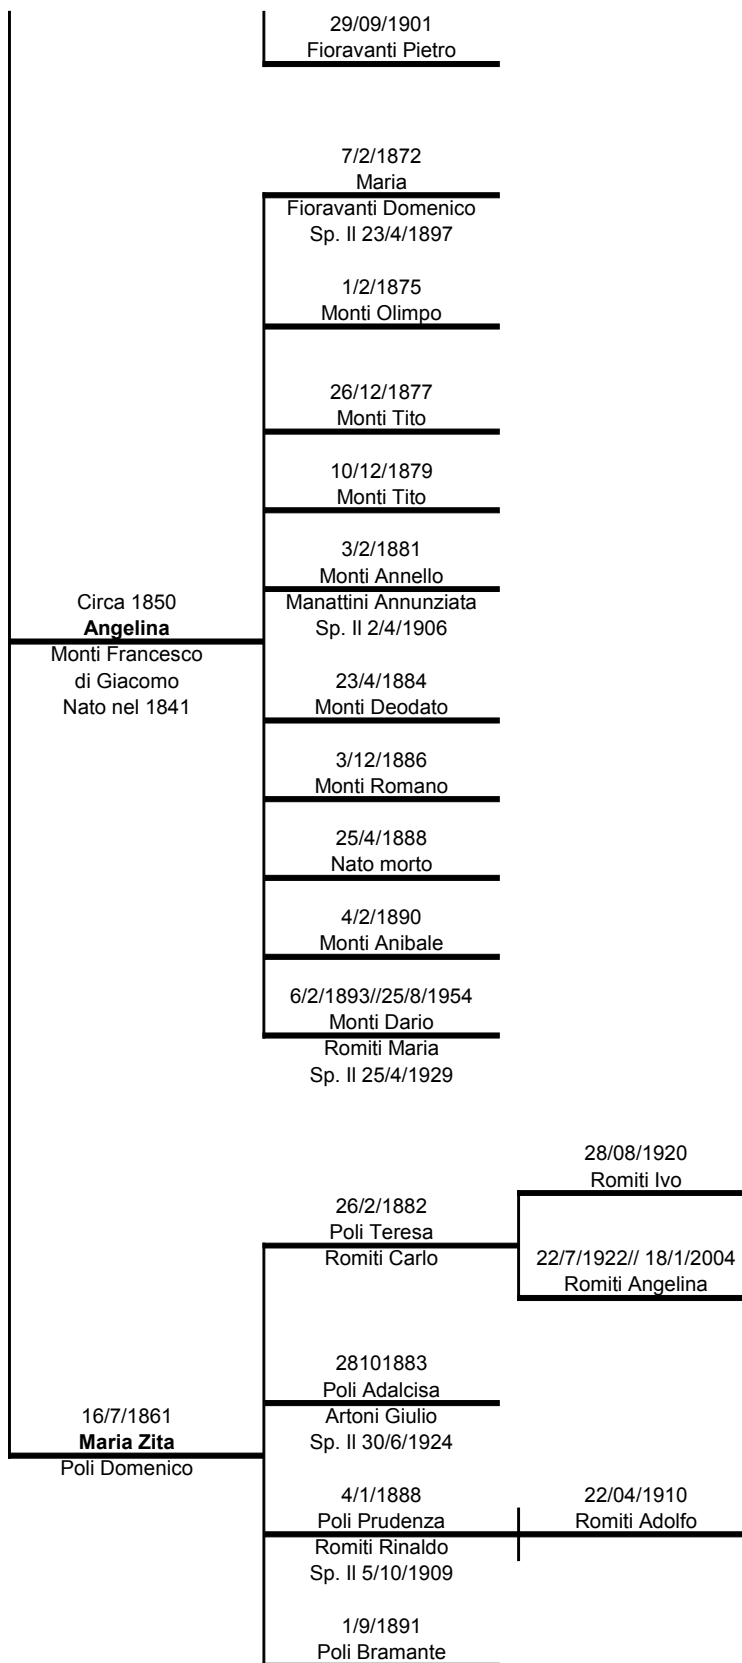 29/09/1901
Fioravanti Pietro
7/2/1872
Maria
Fioravanti Domenico
Sp. Il 23/4/1897
1/2/1875
Monti Olimpo
26/12/1877
Monti Tito
10/12/1879
Monti Tito
3/2/1881
Monti Annello
Manattini Annunziata
Sp. Il 2/4/1906
Circa 1850
Angelina
Monti Francesco
di Giacomo
Nato nel 1841
23/4/1884
Monti Deodato
3/12/1886
Monti Romano
25/4/1888
Nato morto
4/2/1890
Monti Anibale
6/2/1893//25/8/1954
Monti Dario
Romiti Maria
Sp. Il 25/4/1929
28/08/1920
Romiti Ivo
26/2/1882
Poli Teresa
Romiti Carlo
22/7/1922// 18/1/2004
Romiti Angelina
28101883
Poli Adalcisa
Artoni Giulio
Sp. Il 30/6/1924
16/7/1861
Maria Zita
Poli Domenico
4/1/1888
Poli Prudenza
Romiti Rinaldo
Sp. Il 5/10/1909
22/04/1910
Romiti Adolfo
1/9/1891
Poli Bramante